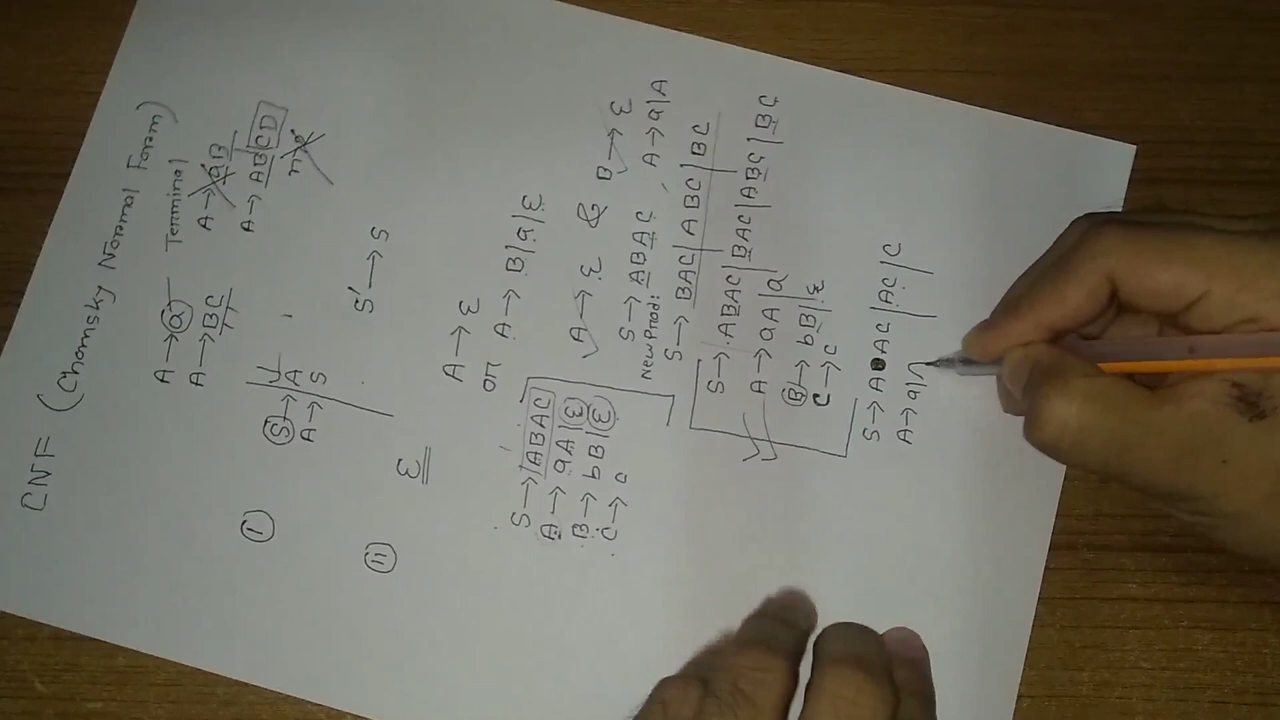 CNF (Chomsky Normal Form)
A → a Terminal
A → BC
A → aB
A → ABCD
I
S → A
A → S
II
S' → S
ε
A → ε
or
A → B|a|ε
S → ABAC
A → aA|ε
B → bB|ε
C → c
A → ε & B → ε
S → ABAC A → a|A
New Prod:
S → BAC|ABC|BC
S → ABAC|BAC|ABC|BC
A → aA|a
B → bB|ε
C → c
S → A AC|AC|C
A → a|